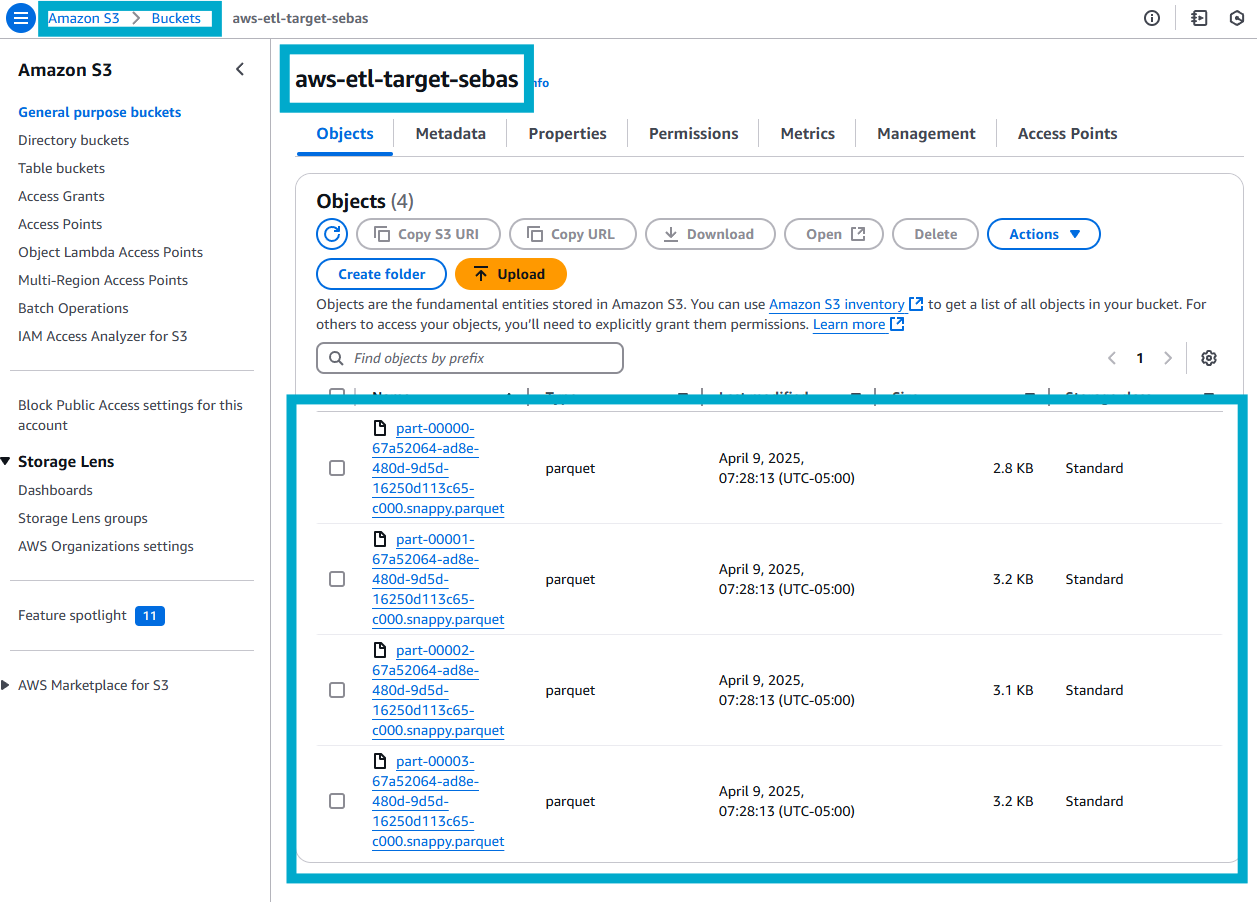 Amazon S3 > Buckets aws-etl-target-sebas
Amazon S3
General purpose buckets
Directory buckets
Table buckets
Access Grants
Access Points
Object Lambda Access Points
Multi-Region Access Points
Batch Operations
IAM Access Analyzer for S3
Block Public Access settings for this
account
Storage Lens
Dashboards
Storage Lens groups
AWS Organizations settings
Feature spotlight 11
AWS Marketplace for S3
aws-etl-target-sebas
Objects Metadata Properties Permissions Metrics Management Access Points
Objects (4)
Copy S3 URI Copy URL Download Open Delete Actions
Create folder Upload
Objects are the fundamental entities stored in Amazon S3. You can use Amazon S3 inventory to get a list of all objects in your bucket. For
others to access your objects, you'll need to explicitly grant them permissions. Learn more
Find objects by prefix
1
part-00000-
67a52064-ad8e-
480d-9d5d-
16250d113c65-
c000.snappy.parquet
parquet
April 9, 2025,
07:28:13 (UTC-05:00)
2.8 KB
Standard
part-00001-
67a52064-ad8e-
480d-9d5d-
16250d113c65-
c000.snappy.parquet
parquet
April 9, 2025,
07:28:13 (UTC-05:00)
3.2 KB
Standard
part-00002-
67a52064-ad8e-
480d-9d5d-
16250d113c65-
c000.snappy.parquet
parquet
April 9, 2025,
07:28:13 (UTC-05:00)
3.1 KB
Standard
part-00003-
67a52064-ad8e-
480d-9d5d-
16250d113c65-
c000.snappy.parquet
parquet
April 9, 2025,
07:28:13 (UTC-05:00)
3.2 KB
Standard